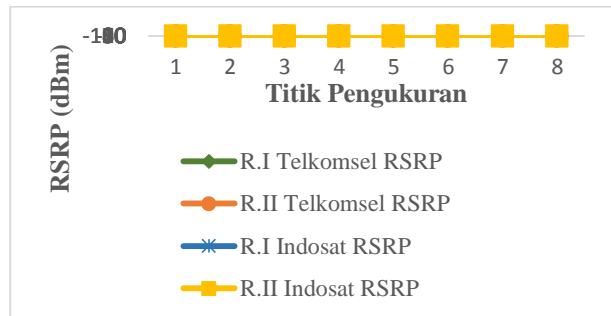 1 2 3 4 5 6 7 8
Titik Pengukuran
RSRP (dBm)
R.I Telkomsel RSRP
R.II Telkomsel RSRP
R.I Indosat RSRP
R.II Indosat RSRP